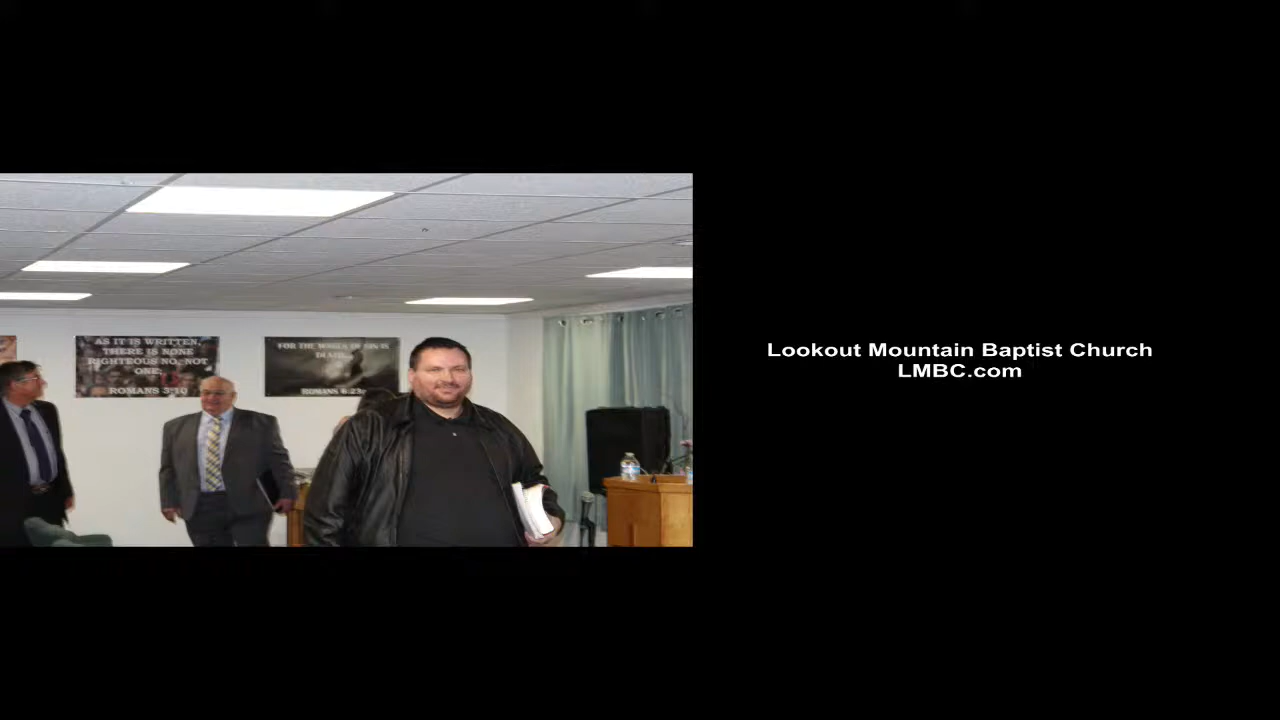 AS IT IS WRITTEN,
THERE IS NONE
RIGHTEOUS NO, NOT
ONE:
ROMANS 3:10
FOR THE WAGES OF SIN IS
DEATH...
ROMANS 6:23
Lookout Mountain Baptist Church
LMBC.com